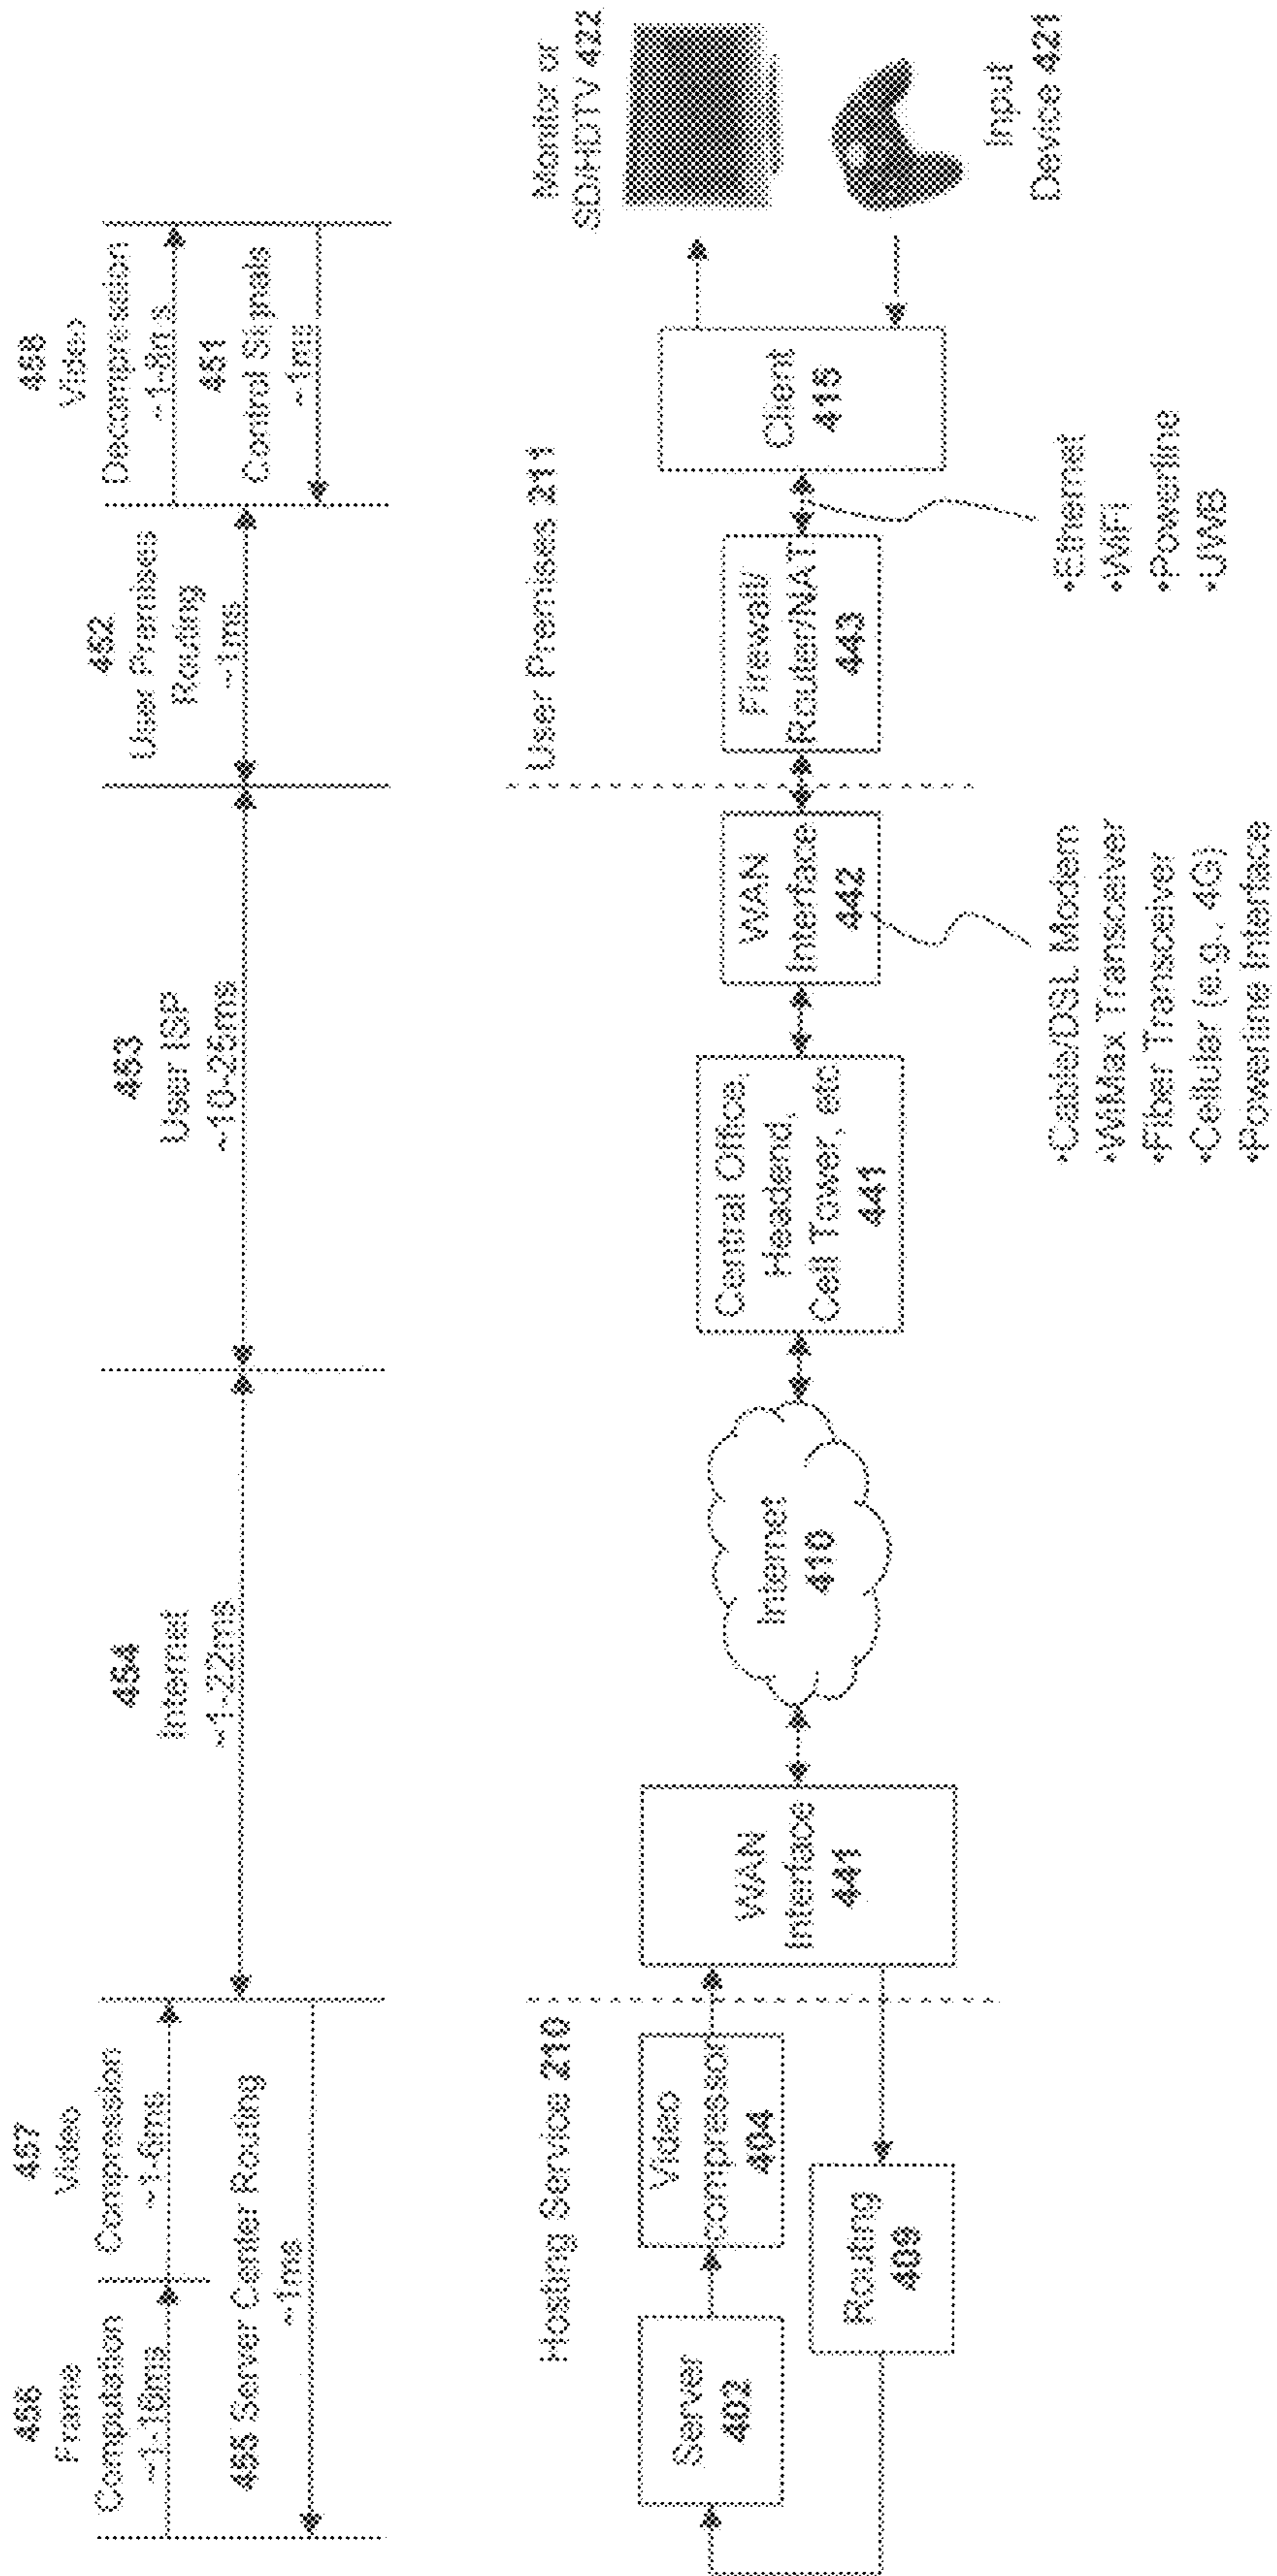 456
Frame
Computation
~1-16ms
457
Video
Compression
~1-6ms
455 Server Center Routing
~1ms
454
Internet
~1-22ms
453
User ISP
~10-25ms
452
User Premises
Routing
~1ms
458
Video
Decompression
~1-8ms
451
Control Signals
~1ms
Hosting Service 210
Server
402
Video
compressor
404
Routing
409
WAN
Interface
441
Internet
410
Central Office,
Headend,
Cell Tower, etc
441
WAN
Interface
442
•Cable/DSL Modem
•WiMax Transceiver
•Fiber Transceiver
•Cellular (e.g., 4G)
•Powerline Interface
User Premises 211
Firewall/
Router/NAT
443
Client
415
•Ethernet
•WiFi
•Powerline
•UWB
Monitor or
SD/HDTV 422
Input
Device 421